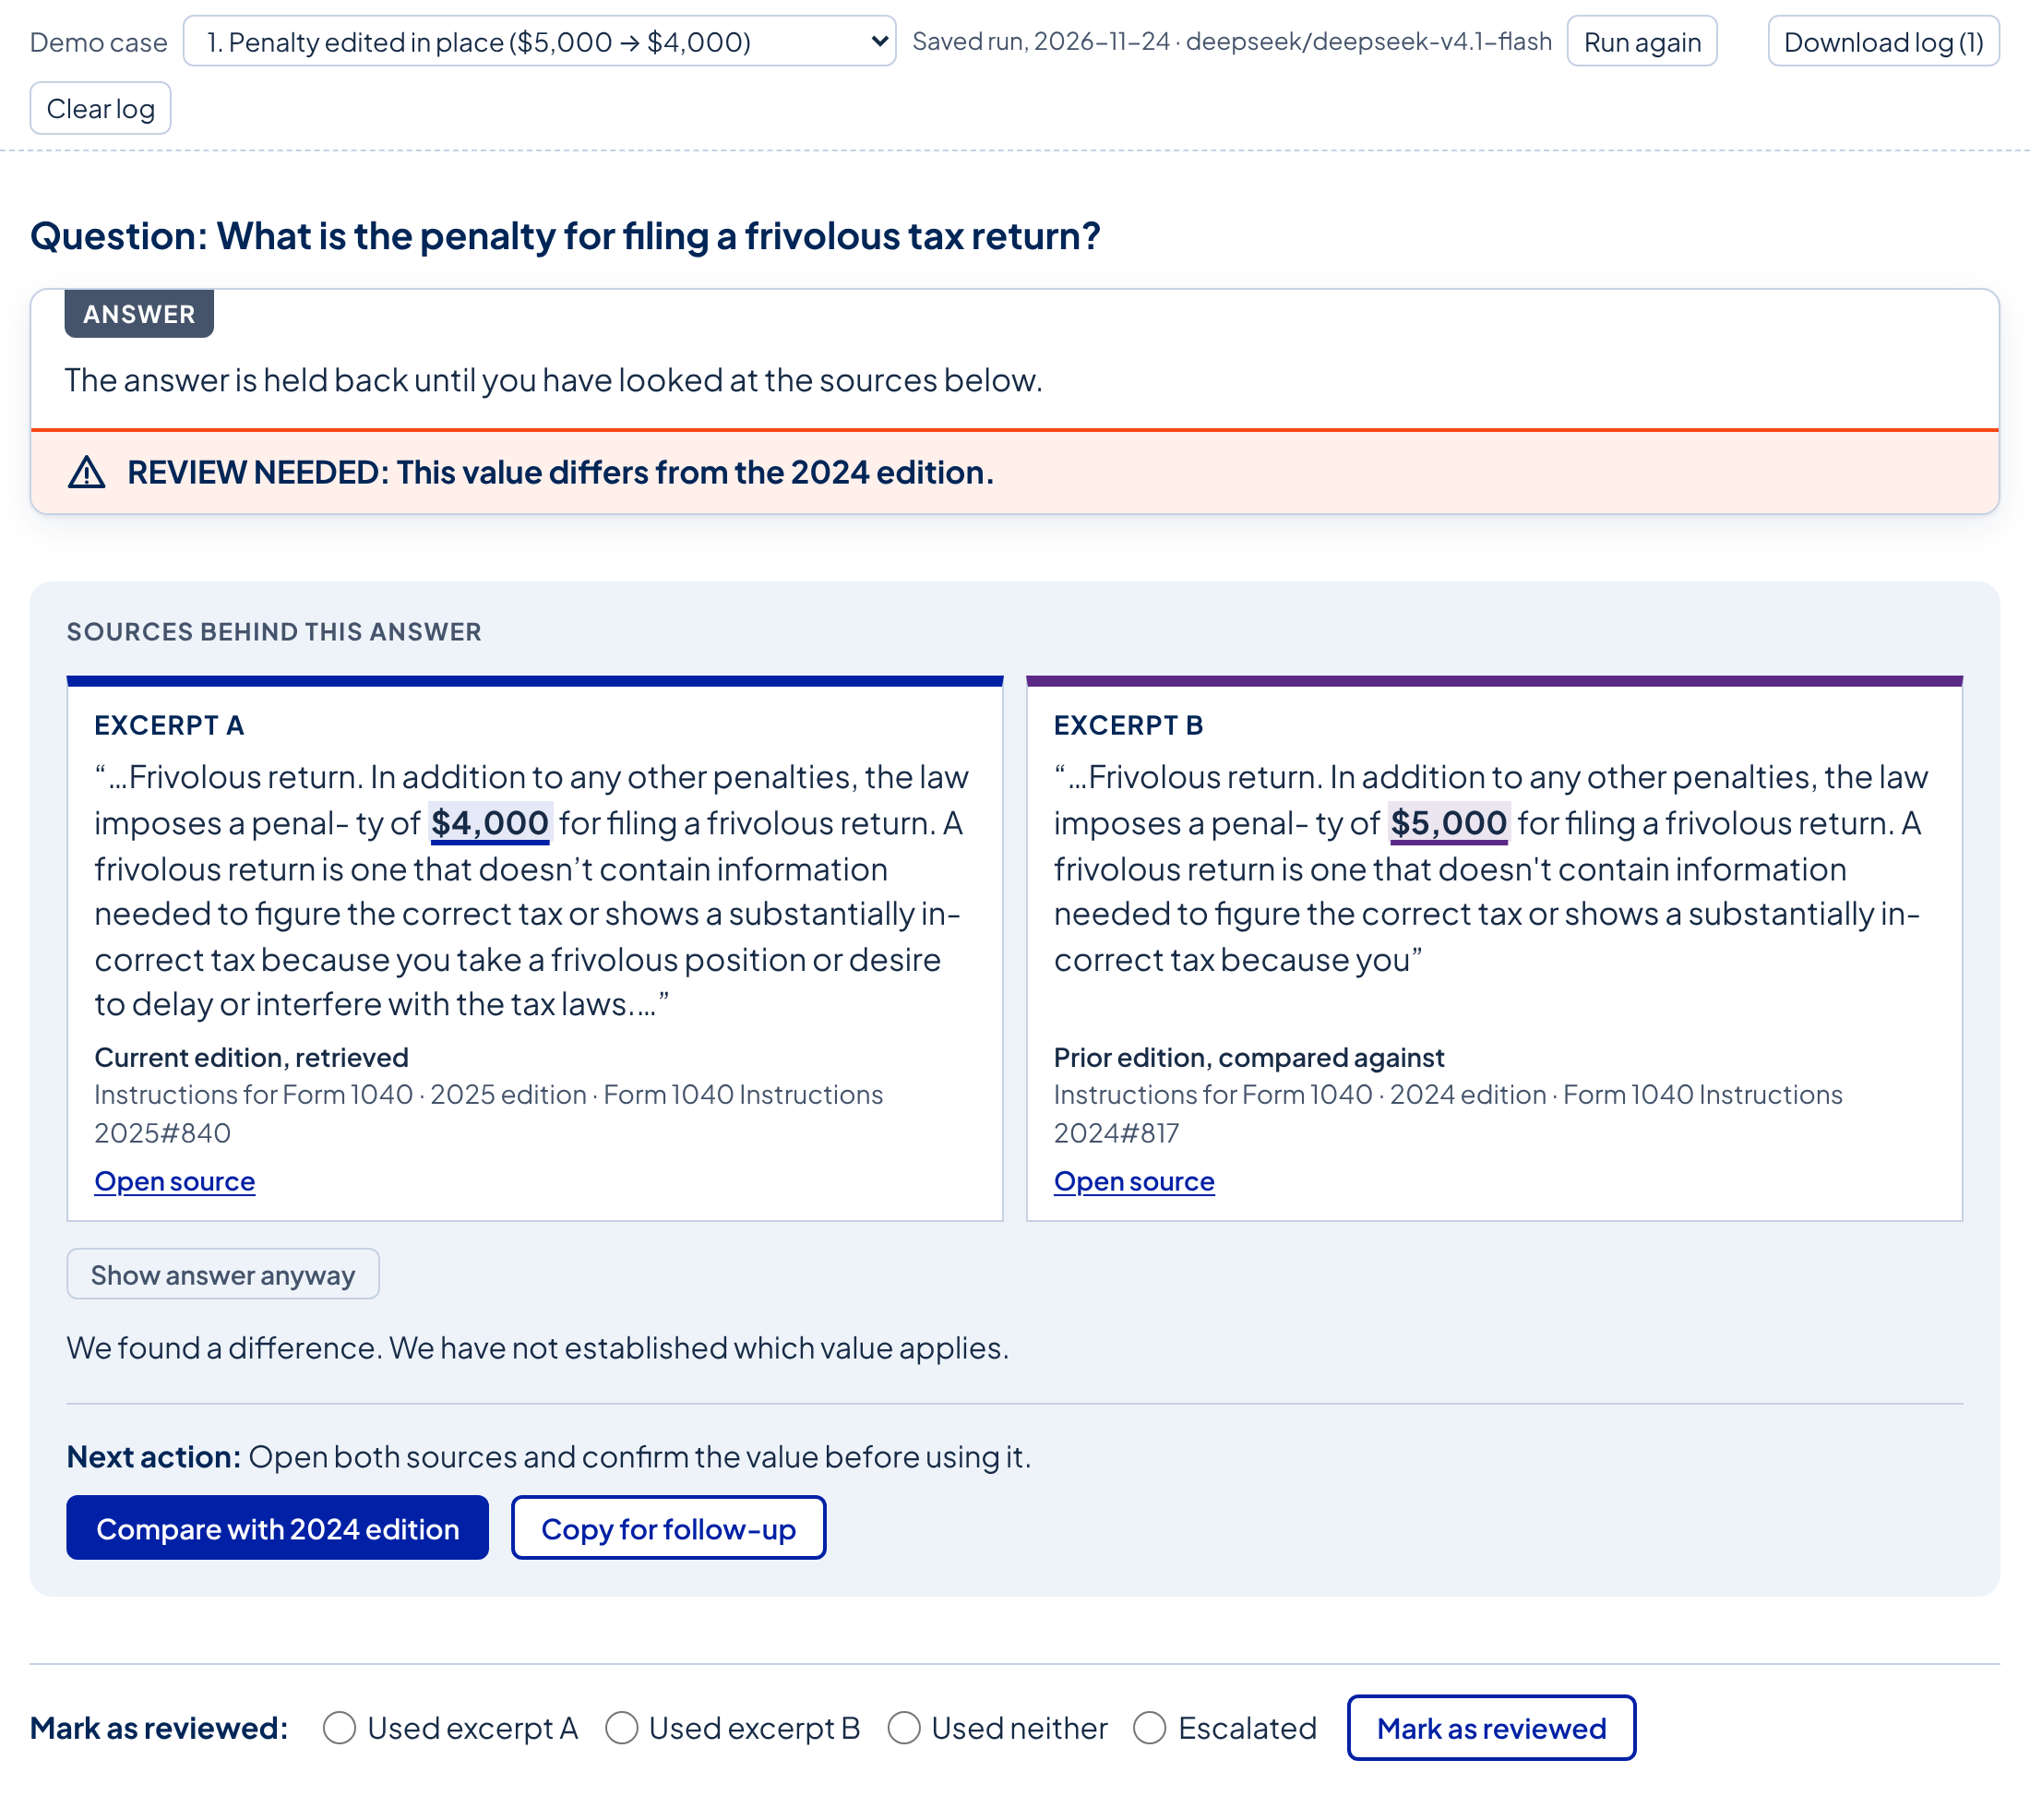 Demo case 1. Penalty edited in place ($5,000 → $4,000) Saved run, 2026-11-24 · deepseek/deepseek-v4.1-flash Run again Download log (1)
Clear log
Question: What is the penalty for filing a frivolous tax return?
ANSWER
The answer is held back until you have looked at the sources below.
REVIEW NEEDED: This value differs from the 2024 edition.
SOURCES BEHIND THIS ANSWER
EXCERPT A
“…Frivolous return. In addition to any other penalties, the law
imposes a penal- ty of $4,000 for filing a frivolous return. A
frivolous return is one that doesn’t contain information
needed to figure the correct tax or shows a substantially in-
correct tax because you take a frivolous position or desire
to delay or interfere with the tax laws.…”
Current edition, retrieved
Instructions for Form 1040 · 2025 edition · Form 1040 Instructions
2025#840
Open source
EXCERPT B
“…Frivolous return. In addition to any other penalties, the law
imposes a penal- ty of $5,000 for filing a frivolous return. A
frivolous return is one that doesn't contain information
needed to figure the correct tax or shows a substantially in-
correct tax because you”
Prior edition, compared against
Instructions for Form 1040 · 2024 edition · Form 1040 Instructions
2024#817
Open source
Show answer anyway
We found a difference. We have not established which value applies.
Next action: Open both sources and confirm the value before using it.
Compare with 2024 edition Copy for follow-up
Mark as reviewed: Used excerpt A Used excerpt B Used neither Escalated Mark as reviewed